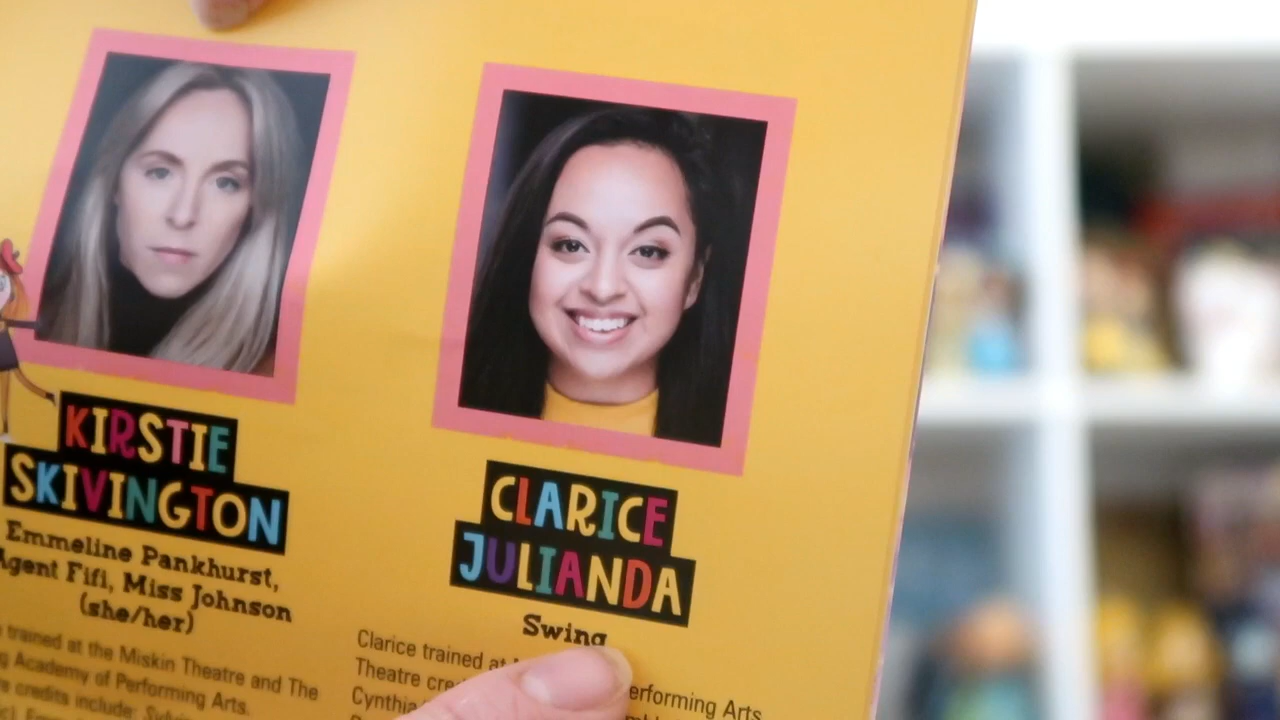 KIRSTIE
SKIVINGTON
Emmeline Pankhurst,
Agent Fifi, Miss Johnson
(she/her)
trained at the Miskin Theatre and The
Academy of Performing Arts.
credits include:
CLARICE
JULIANDA
Swing
Clarice trained at erforming Arts
Theatre cre
Cynthia